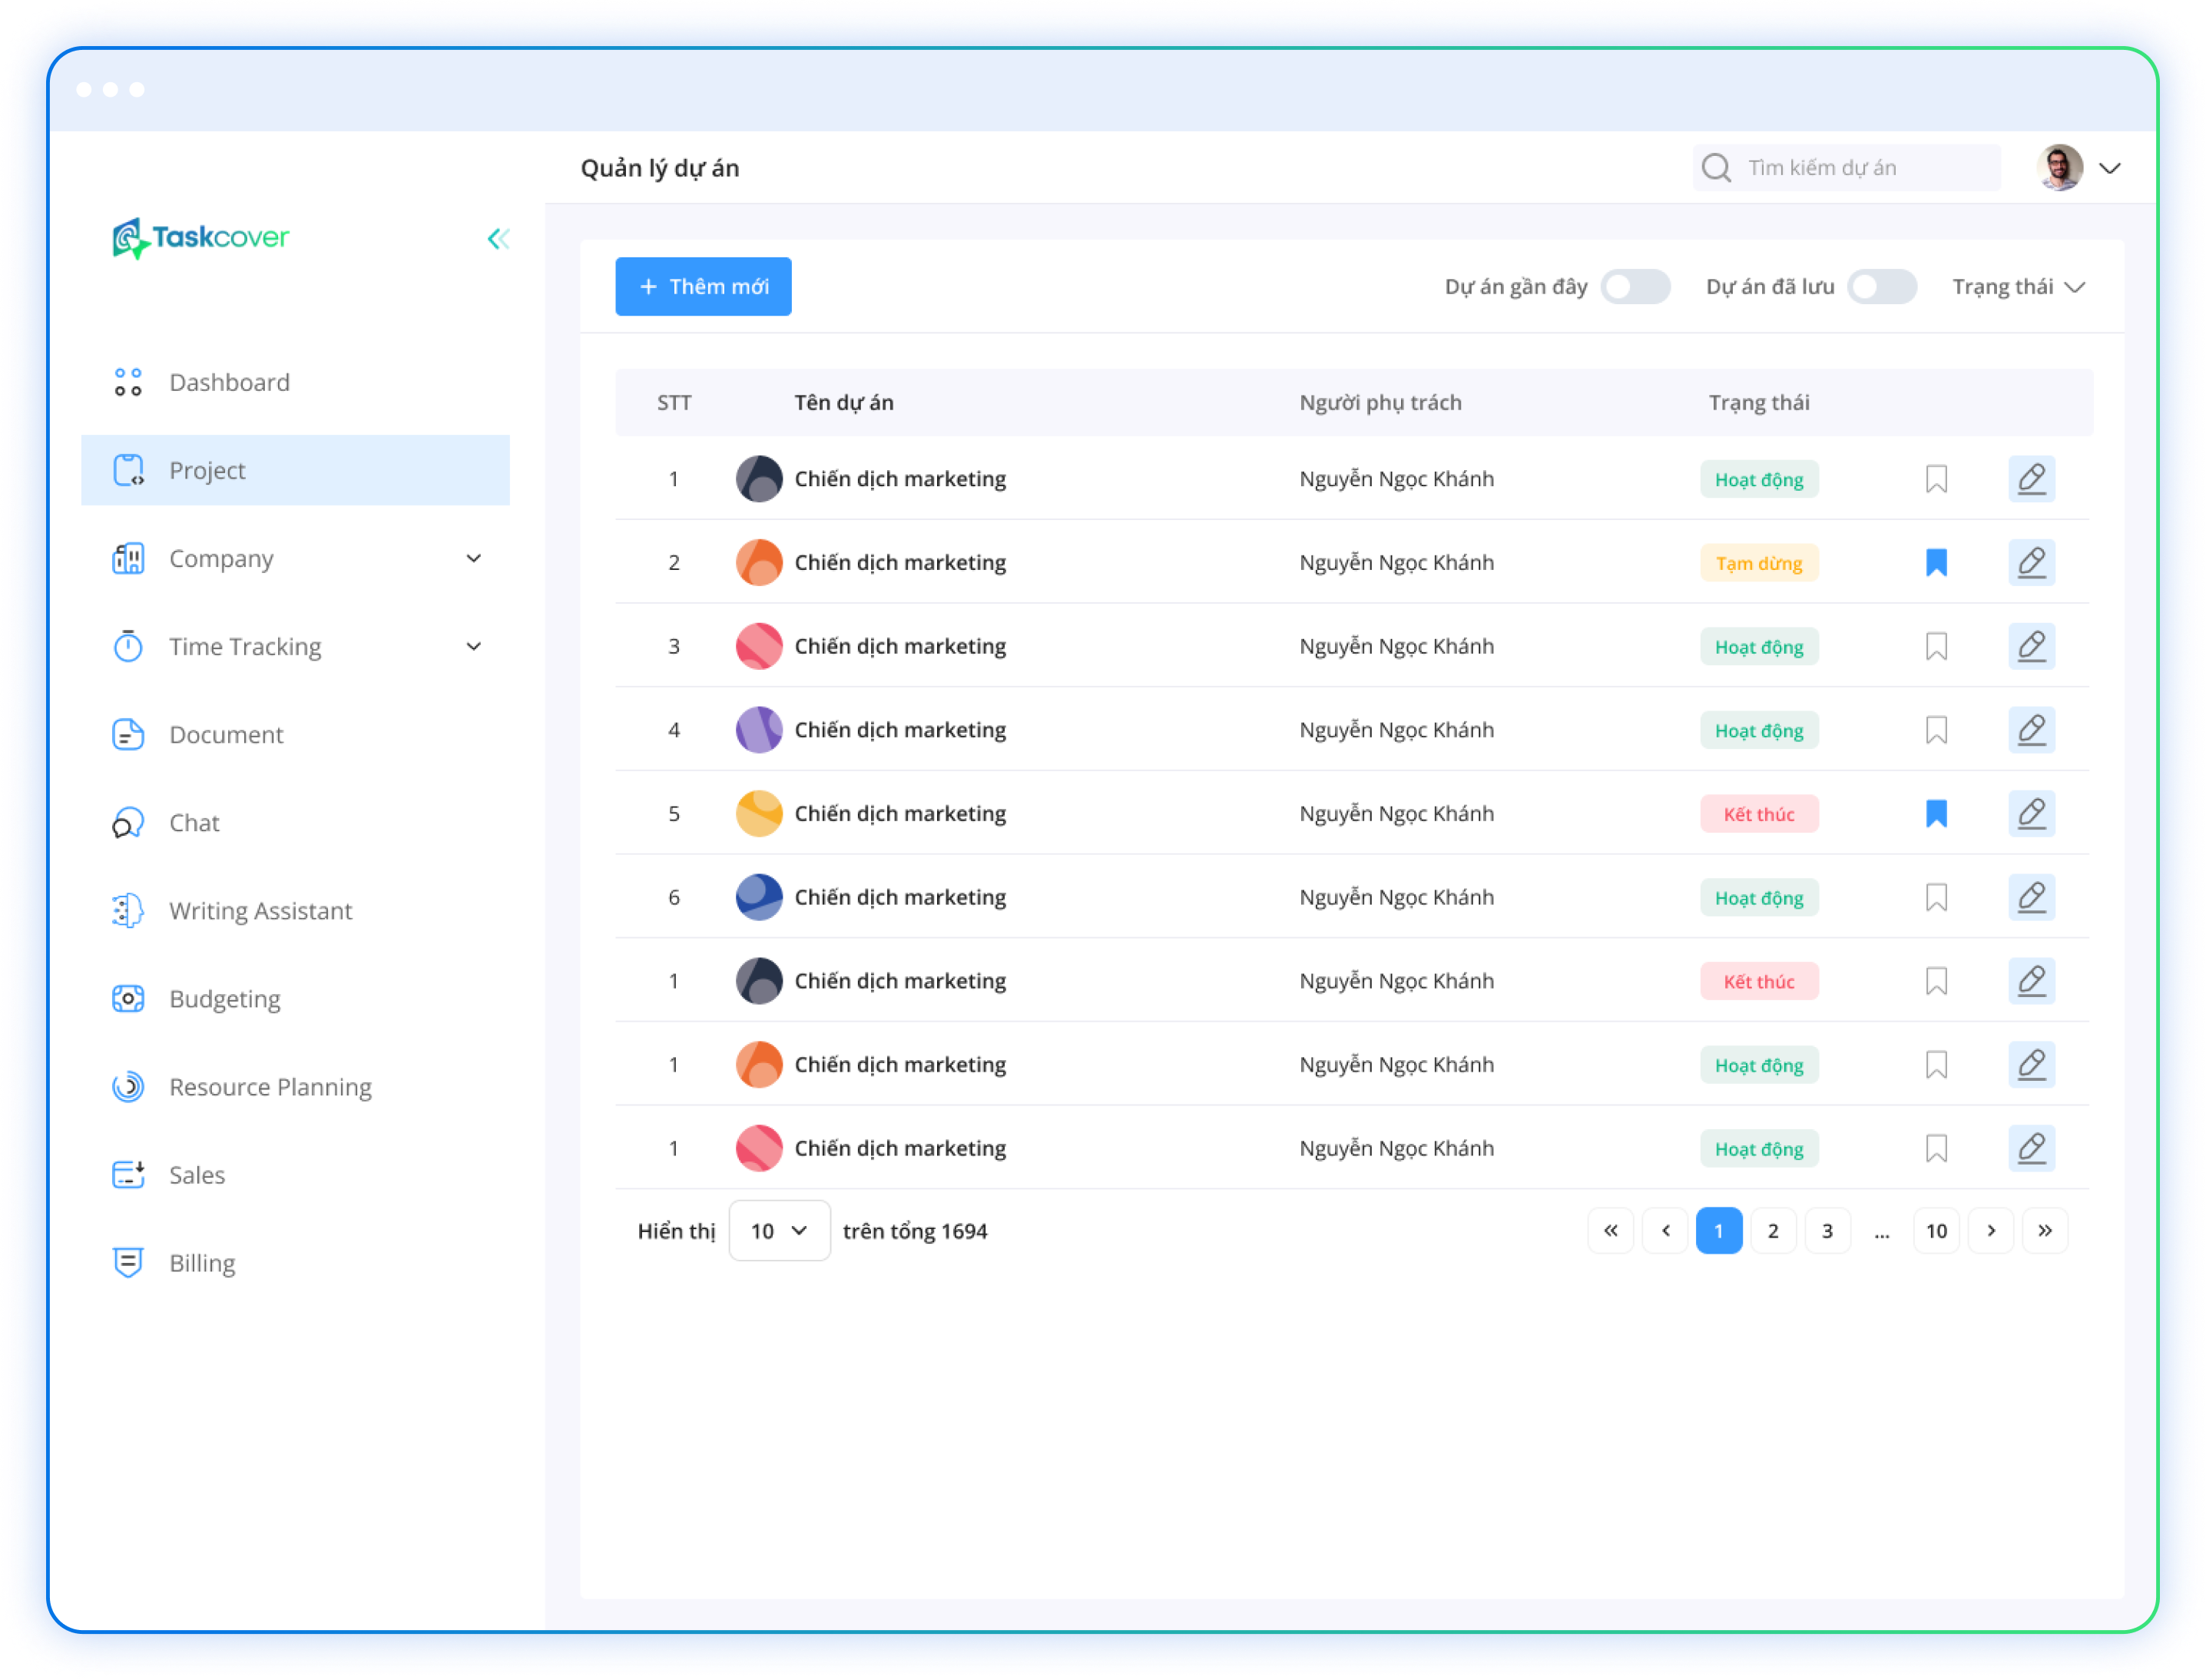 Quản lý dự án
Tìm kiếm dự án
Taskcover
Dashboard
Project
Company
Time Tracking
Document
Chat
Writing Assistant
Budgeting
Resource Planning
Sales
Billing
+ Thêm mới
Dự án gần đây
Dự án đã lưu
Trạng thái
STT Tên dự án Người phụ trách Trạng thái
1 Chiến dịch marketing Nguyễn Ngọc Khánh Hoạt động
2 Chiến dịch marketing Nguyễn Ngọc Khánh Tạm dừng
3 Chiến dịch marketing Nguyễn Ngọc Khánh Hoạt động
4 Chiến dịch marketing Nguyễn Ngọc Khánh Hoạt động
5 Chiến dịch marketing Nguyễn Ngọc Khánh Kết thúc
6 Chiến dịch marketing Nguyễn Ngọc Khánh Hoạt động
1 Chiến dịch marketing Nguyễn Ngọc Khánh Kết thúc
1 Chiến dịch marketing Nguyễn Ngọc Khánh Hoạt động
1 Chiến dịch marketing Nguyễn Ngọc Khánh Hoạt động
Hiển thị 10 trên tổng 1694
« ‹ 1 2 3 ... 10 › »